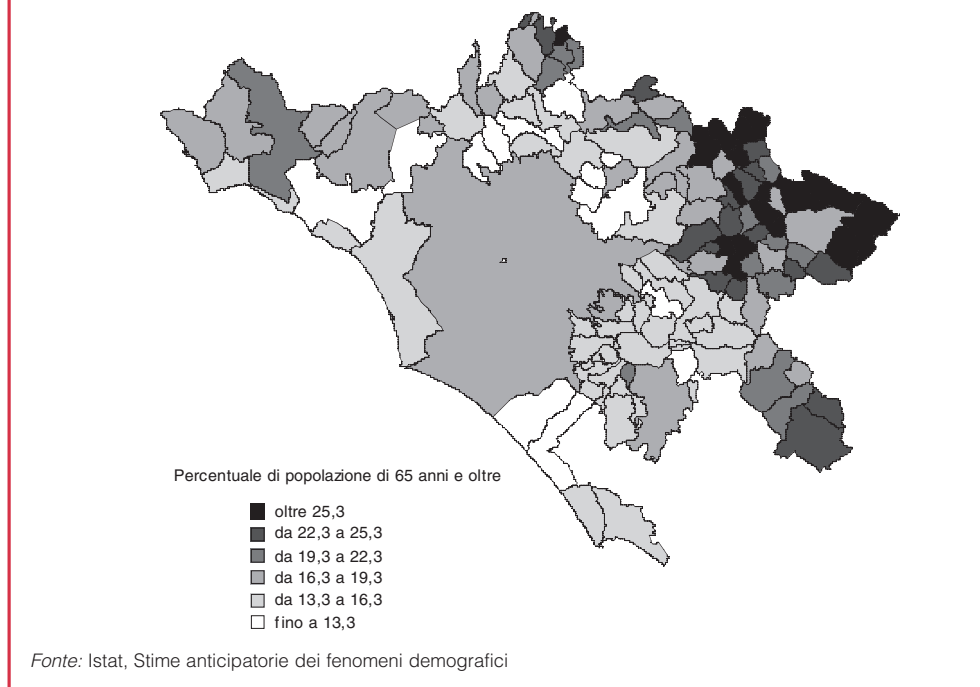 Percentuale di popolazione di 65 anni e oltre
oltre 25,3
da 22,3 a 25,3
da 19,3 a 22,3
da 16,3 a 19,3
da 13,3 a 16,3
fino a 13,3
Fonte: Istat, Stime anticipatorie dei fenomeni demografici